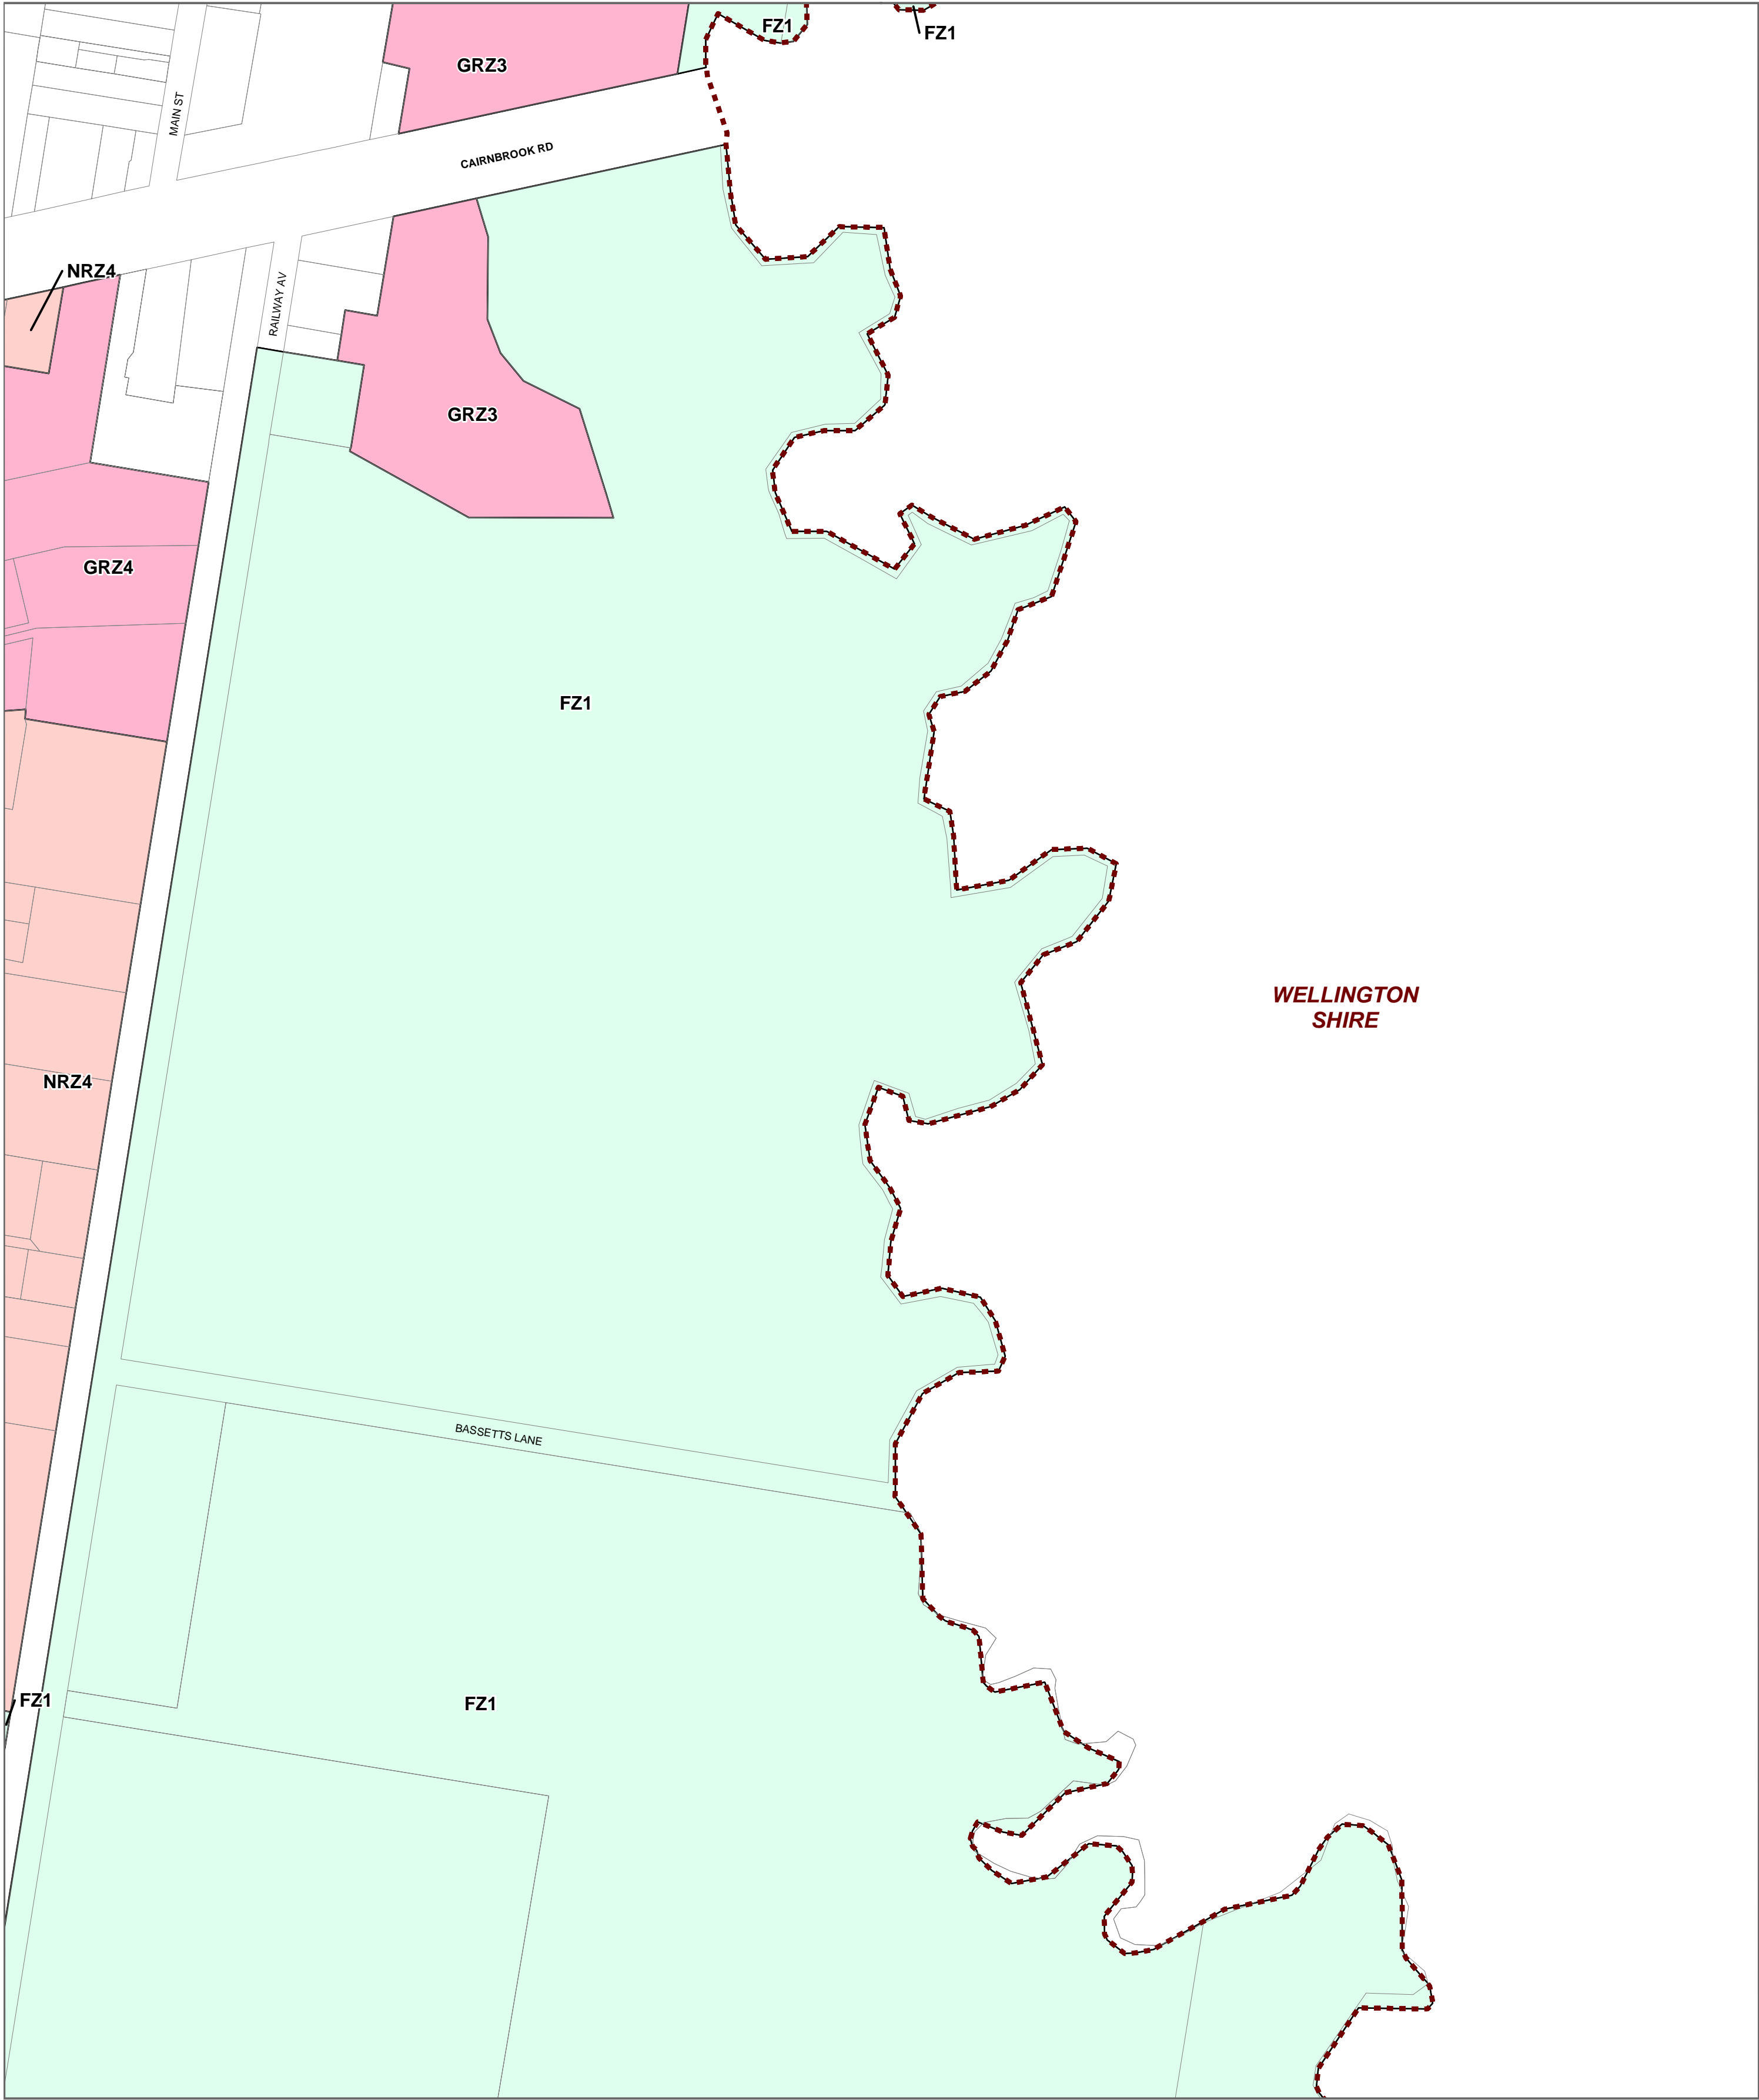 FZ1
FZ1
GRZ3
MAIN ST
CAIRNBROOK RD
NRZ4
RAILWAY AV
GRZ3
GRZ4
FZ1
WELLINGTON
SHIRE
NRZ4
BASSETTS LANE
FZ1
FZ1